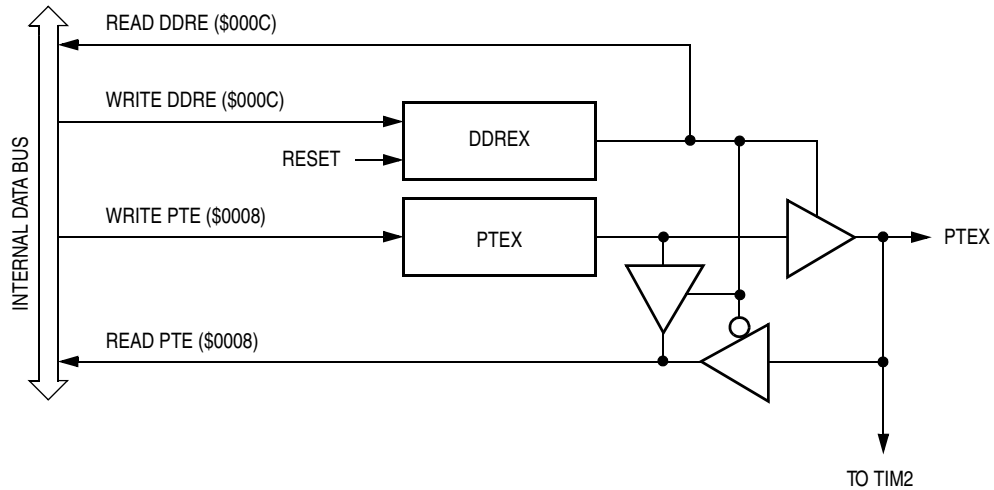 READ DDRE ($000C)
WRITE DDRE ($000C)
DDREX
RESET
INTERNAL DATA BUS
WRITE PTE ($0008)
PTEX
PTEX
READ PTE ($0008)
TO TIM2